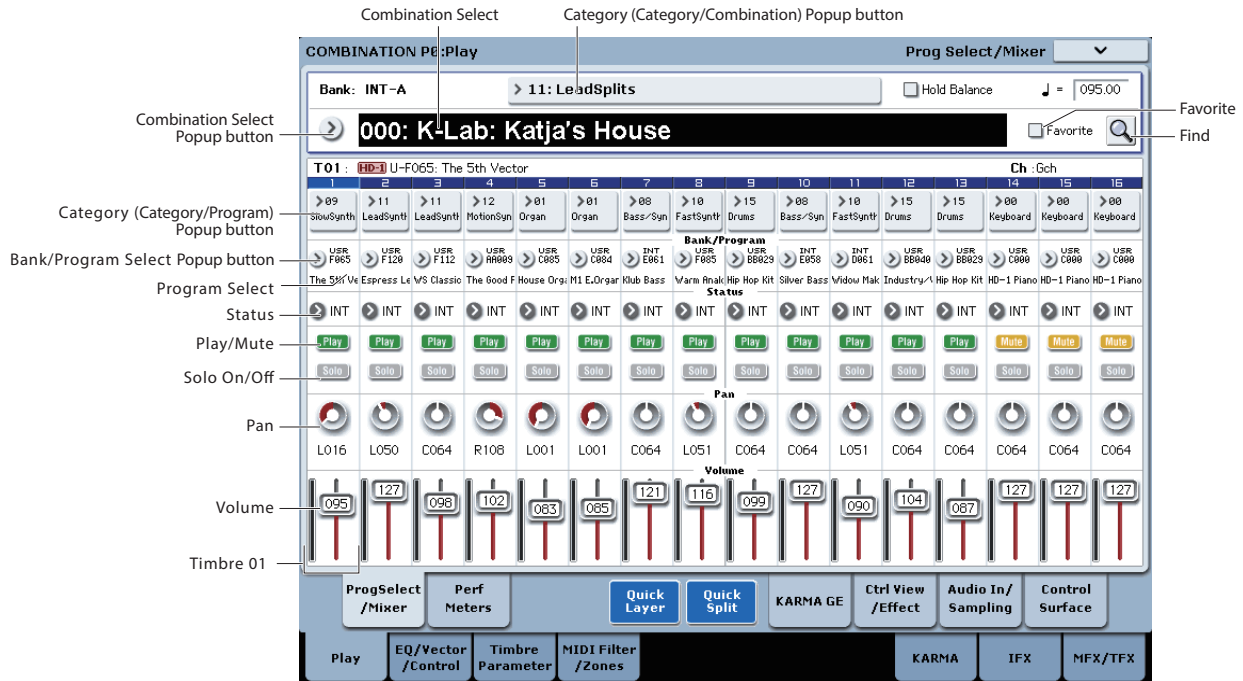 Combination Select
Category (Category/Combination) Popup button
COMBINATION P0:Play
Prog Select/Mixer
Bank: INT-A
11: LeadSplits
Hold Balance
♩ = 095.00
Combination Select
Popup button
000: K-Lab: Katja's House
Favorite
Favorite
Find
T01 : HD-1 U-F065: The 5th Vector
Ch :Gch
1 2 3 4 5 6 7 8 9 10 11 12 13 14 15 16
Category (Category/Program)
Popup button
09 11 11 12 01 01 08 10 15 08 10 15 15 00 00 00
SlowSynth LeadSynth LeadSynth MotionSyn Organ Organ Bass/Syn FastSynth Drums Bass/Syn FastSynth Drums Drums Keyboard Keyboard Keyboard
Bank/Program
Bank/Program Select Popup button
USR USR USR USR USR USR INT USR USR INT INT USR USR USR USR USR
F065 F120 F112 AA009 C085 C084 E061 F085 BB029 E058 D061 BB040 BB029 C000 C000 C000
Program Select
The 5th Ve Espress Le WS Classic The Good F House Orga M1 E.Organ Klub Bass Warm Analo Hip Hop Kit Silver Bass Widow Mak Industry/V Hip Hop Kit HD-1 Piano HD-1 Piano HD-1 Piano
Status
Status
INT INT INT INT INT INT INT INT INT INT INT INT INT INT INT INT
Play/Mute
Play Play Play Play Play Play Play Play Play Play Play Play Play Mute Mute Mute
Solo On/Off
Solo Solo Solo Solo Solo Solo Solo Solo Solo Solo Solo Solo Solo Solo Solo Solo
Pan
Pan
L016 L050 C064 R108 L001 L001 C064 L051 C064 C064 L051 C064 C064 C064 C064 C064
Volume
Volume
095 127 098 102 083 085 121 116 099 127 090 104 087 127 127 127
Timbre 01
ProgSelect
/Mixer
Perf
Meters
Quick
Layer
Quick
Split
KARMA GE
Ctrl View
/Effect
Audio In/
Sampling
Control
Surface
Play
EQ/Vector
/Control
Timbre
Parameter
MIDI Filter
/Zones
KARMA
IFX
MFX/TFX